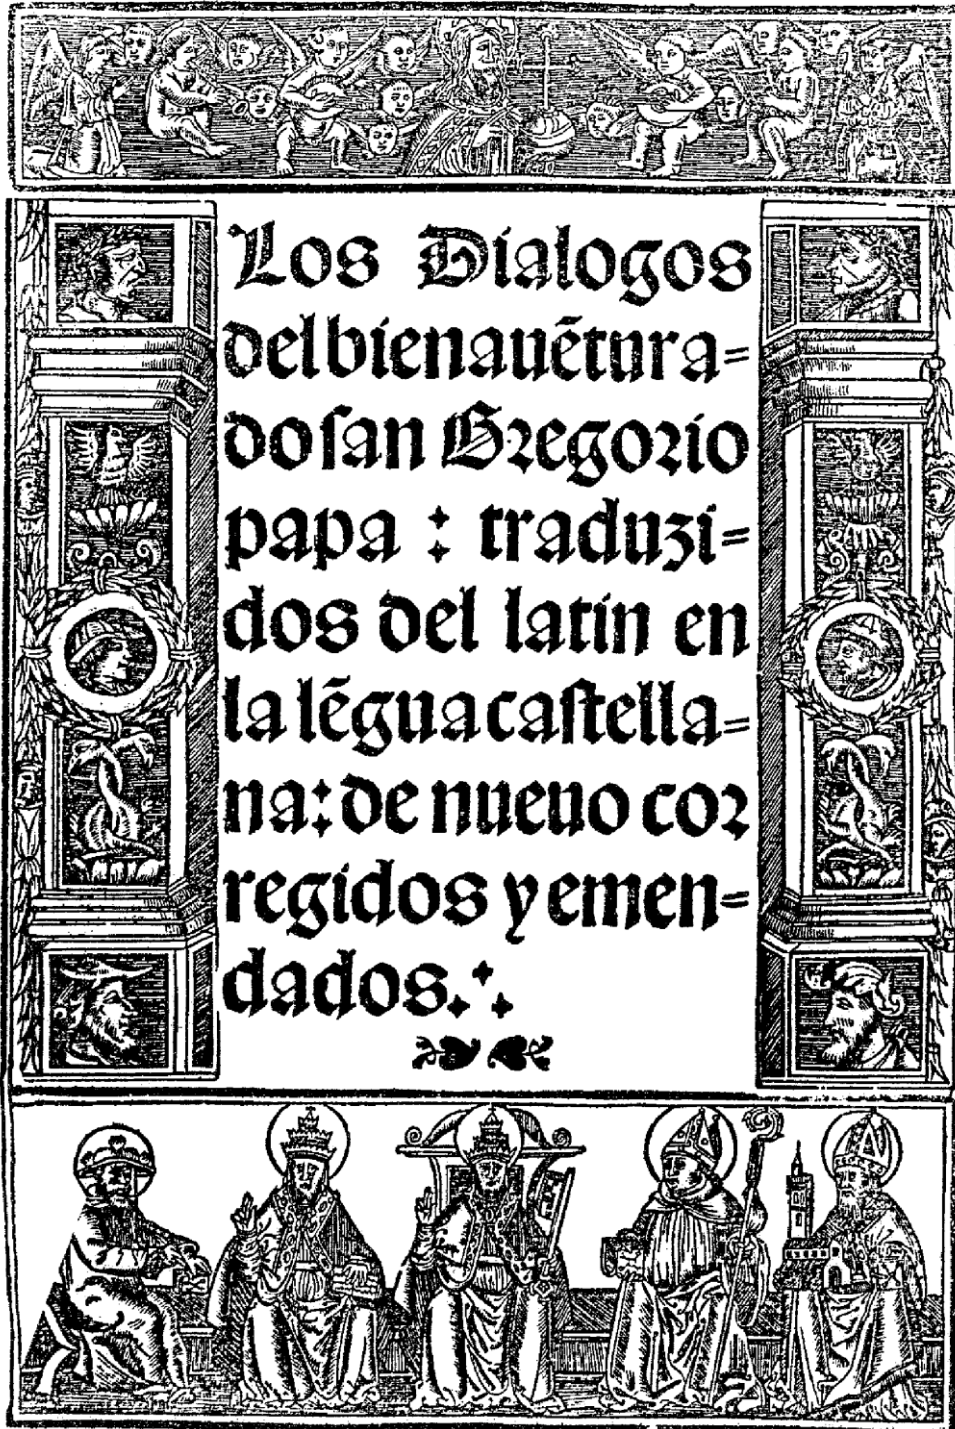 Los Dialogos
del bienauẽtura=
do san Gregorio
papa : traduzi=
dos del latin en
la lẽgua castella=
na: de nueuo cor
regidos y emen=
dados.